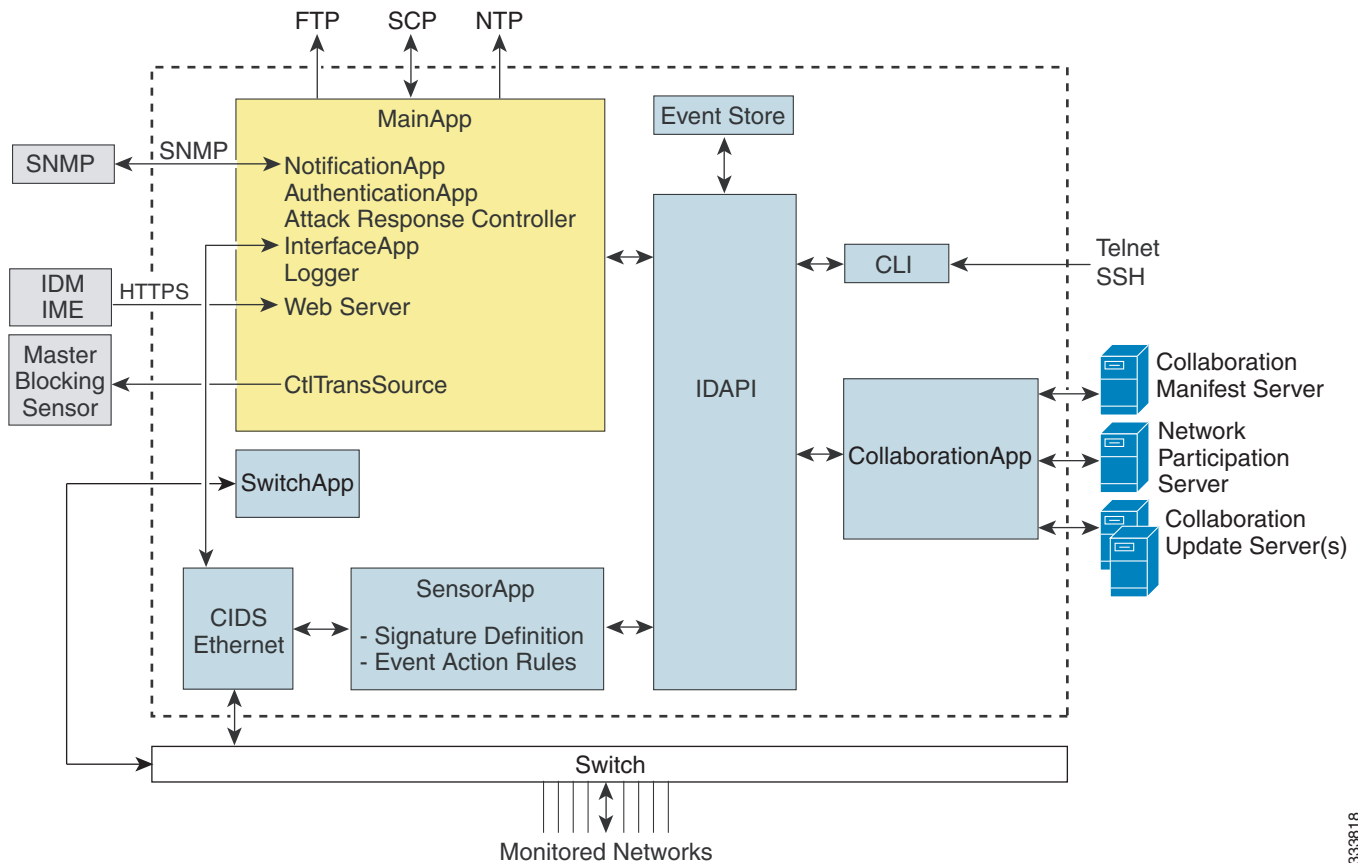 FTP
SCP
NTP
MainApp
Event Store
SNMP
SNMP
NotificationApp
AuthenticationApp
Attack Response Controller
InterfaceApp
Logger
Web Server
CtlTransSource
IDM
IME
HTTPS
Master
Blocking
Sensor
IDAPI
CLI
Telnet
SSH
CollaborationApp
Collaboration
Manifest Server
Network
Participation
Server
Collaboration
Update Server(s)
SwitchApp
CIDS
Ethernet
SensorApp
- Signature Definition
- Event Action Rules
Switch
Monitored Networks
333818